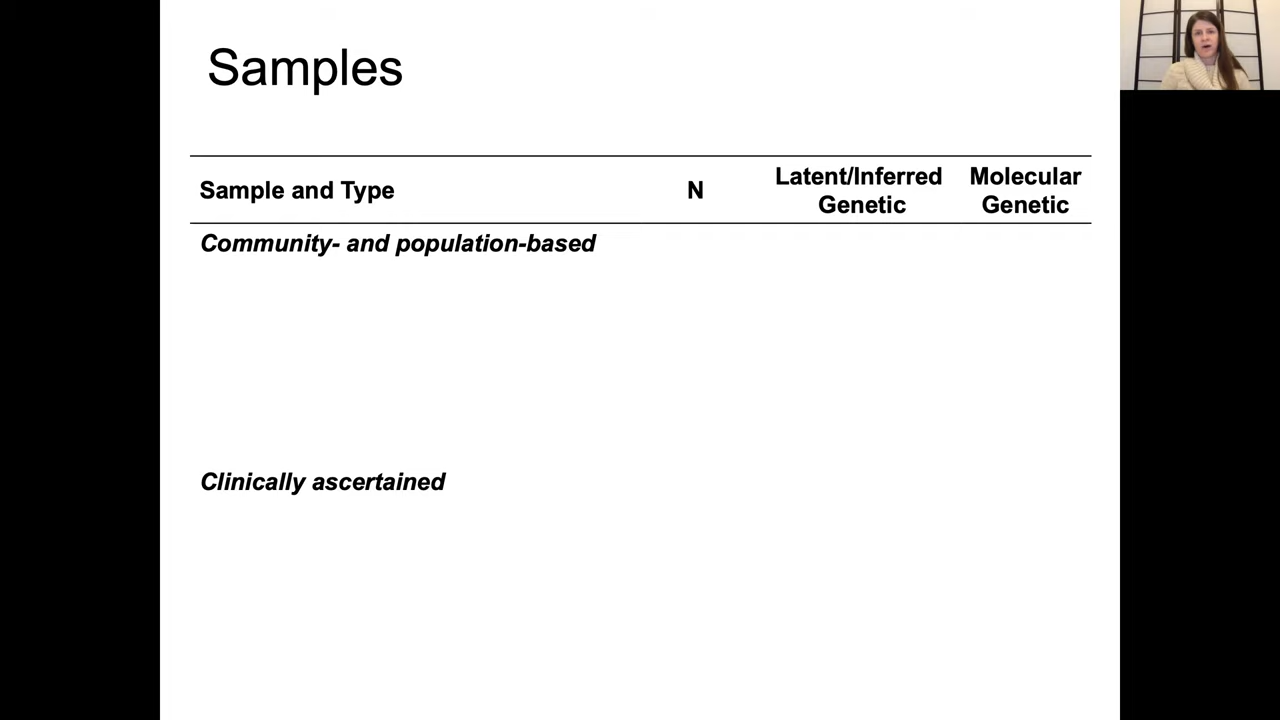 Samples
Sample and Type N Latent/Inferred Genetic Molecular Genetic
Community- and population-based
Clinically ascertained